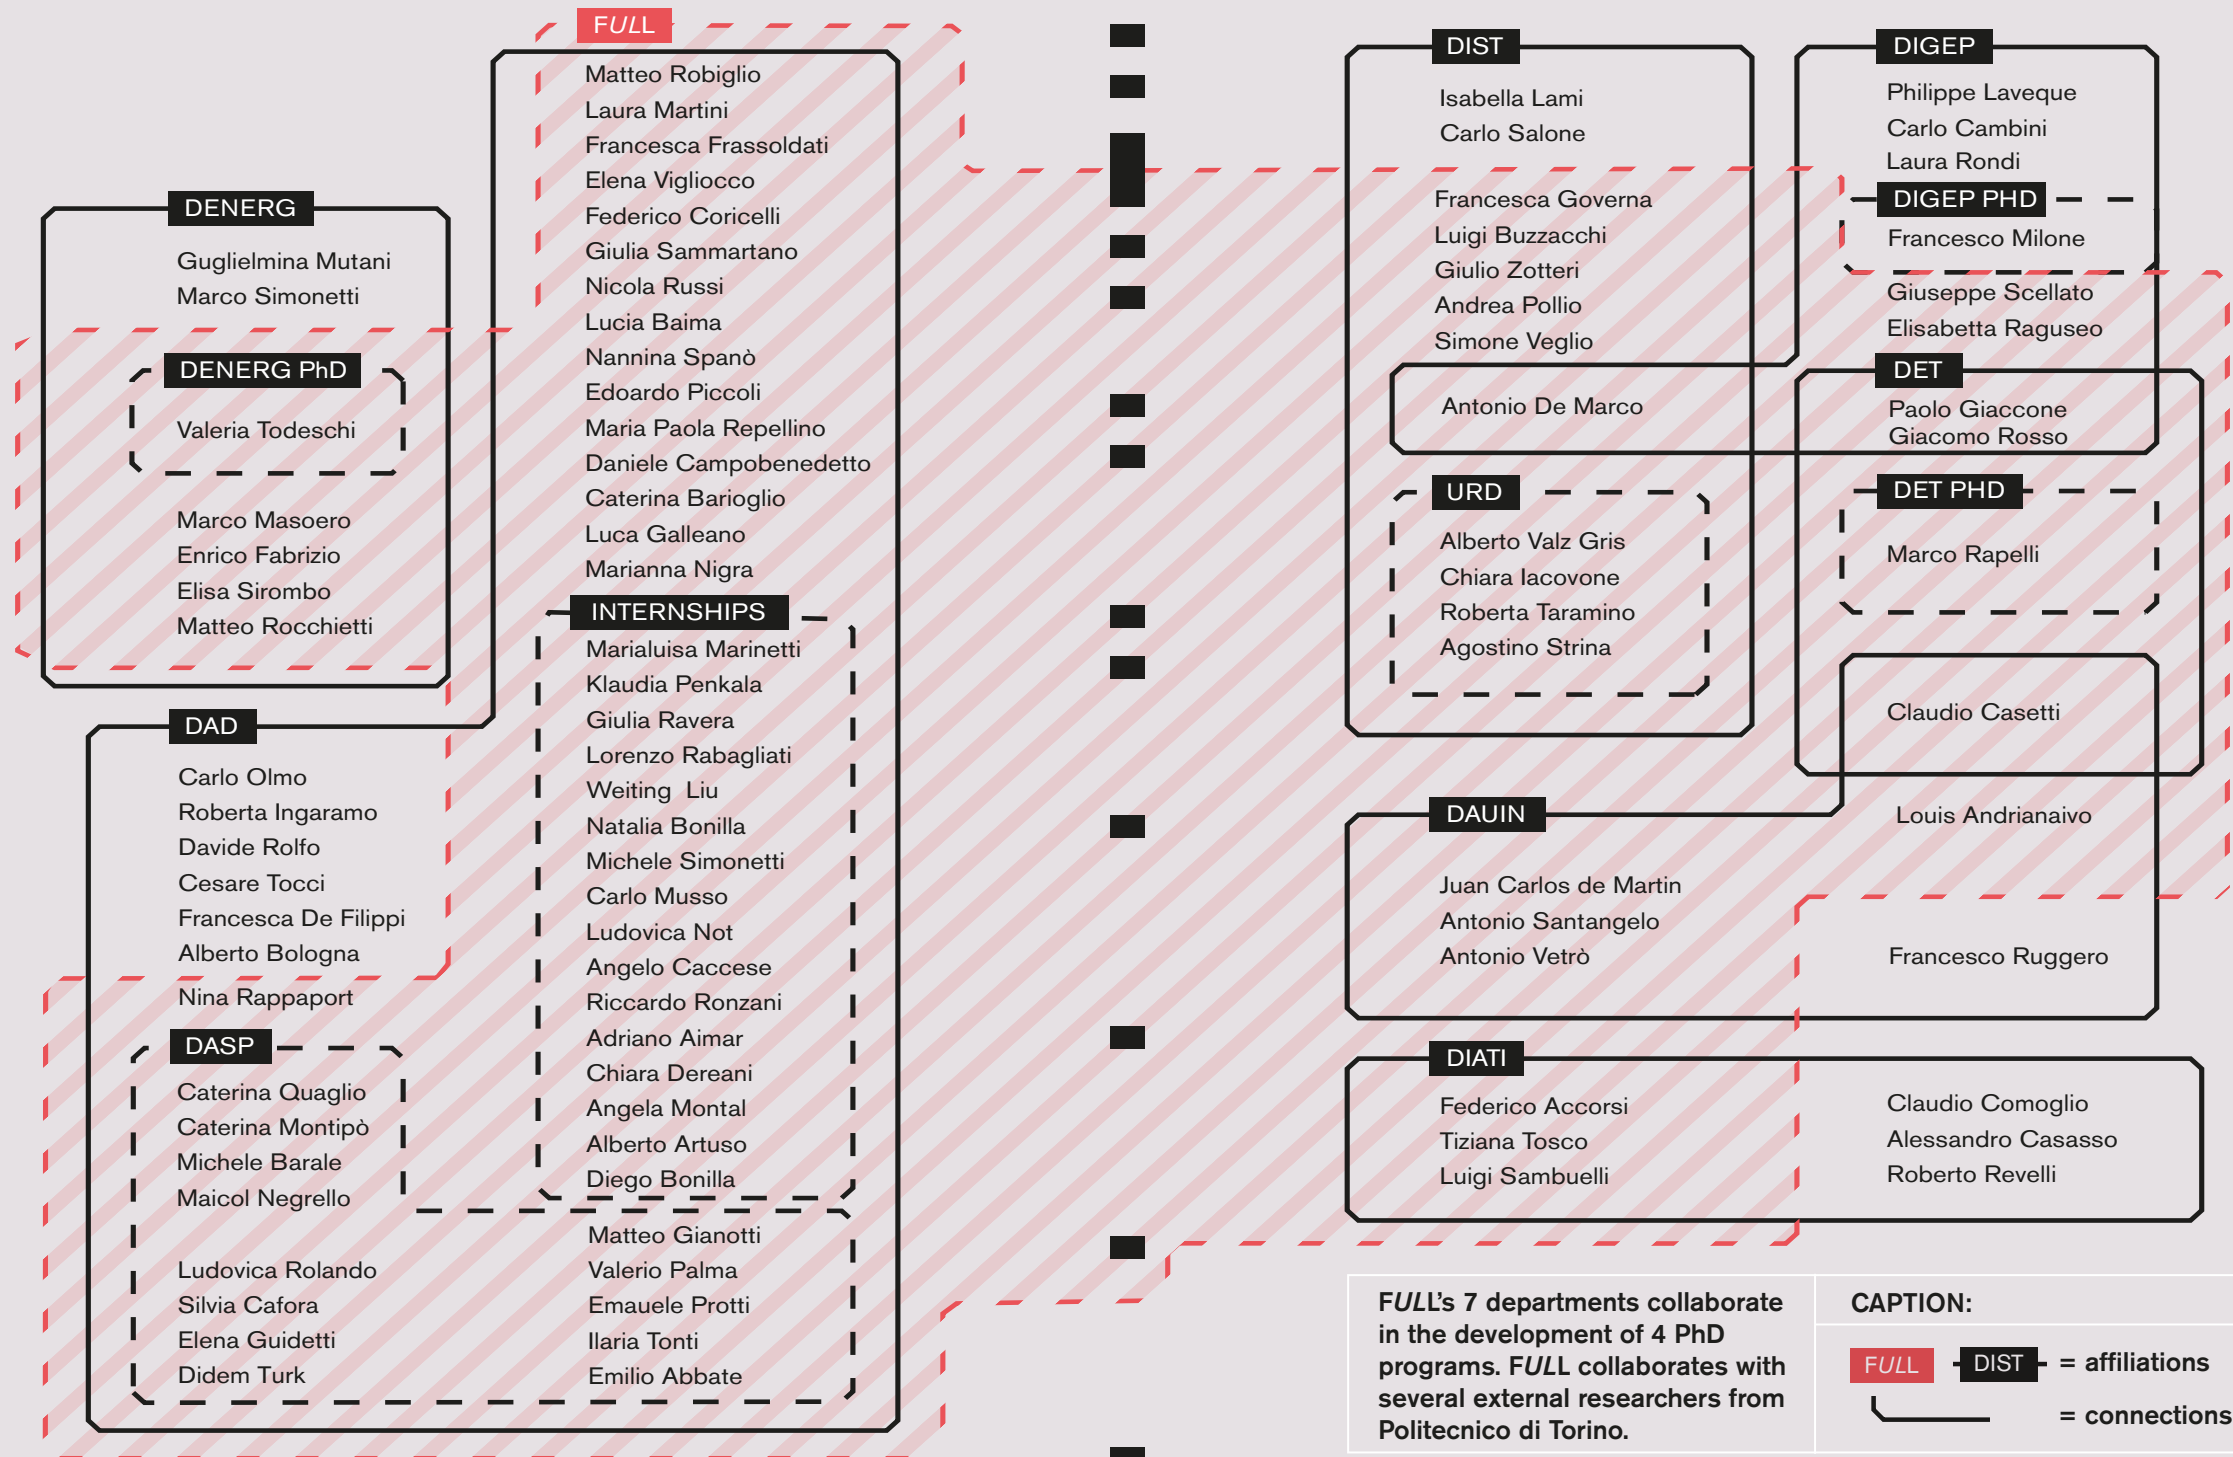 FULL
Matteo Robiglio
Laura Martini
Francesca Frassoldati
Elena Vigliocco
Federico Coricelli
Giulia Sammartano
Nicola Russi
Lucia Baima
Nannina Spanò
Edoardo Piccoli
Maria Paola Repellino
Daniele Campobenedetto
Caterina Barioglio
Luca Galleano
Marianna Nigra
INTERNSHIPS
Marialuisa Marinetti
Klaudia Penkala
Giulia Ravera
Lorenzo Rabagliati
Weiting Liu
Natalia Bonilla
Michele Simonetti
Carlo Musso
Ludovica Not
Angelo Caccese
Riccardo Ronzani
Adriano Aimar
Chiara Dereani
Angela Montal
Alberto Artuso
Diego Bonilla
Matteo Gianotti
Valerio Palma
Emauele Protti
Ilaria Tonti
Emilio Abbate
DENERG
Guglielmina Mutani
Marco Simonetti
DENERG PhD
Valeria Todeschi
Marco Masoero
Enrico Fabrizio
Elisa Sirombo
Matteo Rocchietti
DAD
Carlo Olmo
Roberta Ingaramo
Davide Rolfo
Cesare Tocci
Francesca De Filippi
Alberto Bologna
Nina Rappaport
DASP
Caterina Quaglio
Caterina Montipò
Michele Barale
Maicol Negrello
Ludovica Rolando
Silvia Cafora
Elena Guidetti
Didem Turk
DIST
Isabella Lami
Carlo Salone
Francesca Governa
Luigi Buzzacchi
Giulio Zotteri
Andrea Pollio
Simone Veglio
Antonio De Marco
URD
Alberto Valz Gris
Chiara Iacovone
Roberta Taramino
Agostino Strina
DIGEP
Philippe Laveque
Carlo Cambini
Laura Rondi
DIGEP PHD
Francesco Milone
Giuseppe Scellato
Elisabetta Raguseo
DET
Paolo Giaccone
Giacomo Rosso
DET PHD
Marco Rapelli
Claudio Casetti
Louis Andrianaivo
DAUIN
Juan Carlos de Martin
Antonio Santangelo
Antonio Vetrò
Francesco Ruggero
DIATI
Federico Accorsi
Tiziana Tosco
Luigi Sambuelli
Claudio Comoglio
Alessandro Casasso
Roberto Revelli
FULL's 7 departments collaborate
in the development of 4 PhD
programs. FULL collaborates with
several external researchers from
Politecnico di Torino.
CAPTION:
FULL DIST = affiliations
= connections